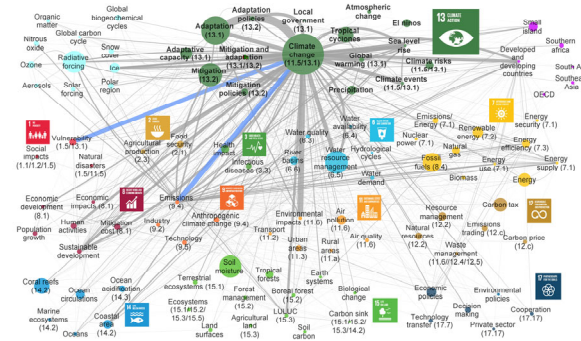 Organic
matter
Global
biogeochemical
cycles
Nitrous
oxide
Global carbon cycle
Snow
cover
Radiative
forcing
Ozone
Ice
Solar
forcing
Polar
region
Aerosols
Adaptation
policies
(13.2)
Adaptation
(13.1)
Local
government
(13.1)
Atmospheric
change
El ninos
Tropical
cyclones
Sea level
rise
Climate
change
(11.5/13.1)
Adaptive
capacity (13.1)
Mitigation and
adaptation
(13.1/13.2)
Mitigation
(13.2)
Mitigation
policies (13.2)
Global
warming (13.1)
Climate risks
(11.5/13.1)
Climate events
(11.5/13.1)
Precipitation
13 CLIMATE
ACTION
Small
island
Southern
africa
Developed
and
developing
countries
South A
Southea
Asia
OECD
Vulnerability
(1.5/13.1)
Social
impacts
(1.1/1.2/1.5)
Natural
disasters
(1.5/11.5)
Agricultural
production
(2.3)
Food
security
(2.1)
Health
impact
Infectious
disease (3.3)
Water quality
(6.3)
Water
availability
(6.4)
River
basins
(6.6)
Water
resource
management
(6.5)
Hydrological
cycles
Water
demand
Emissions/
Energy (7.1)
Nuclear
power (7.1)
Renewable
energy (7.2)
Energy
security (7.1)
Energy
efficiency
(7.3)
Natural
gas
Fossil
fuels (8.4)
Energy
use (7.1)
Energy
supply (7.1)
Biomass
Energy
Economic
development
(8.1)
Economic
impacts (8.1)
Emissions
(9.4)
Human
activities
Mitigation
cost (8.1)
Population
growth
Sustainable
development
Industry
(9.2)
Anthropogenic
climate change (9.4)
Technology
(9.5)
Transport
(11.2)
Environmental
impacts (11.6)
Air
pollution
(11.6)
Urban
areas
(11.3)
Rural
areas
(11.a)
Air quality
(11.6)
Resource
management
(12.2)
Natural
resources
(12.2)
Carbon tax
Emissions
trading (12.c)
Carbon price
(12.c)
Waste
management
(11.6/12.4/12.5)
Coral reefs
(14.2)
Ocean
acidification
(14.3)
Ocean
circulations
Marine
ecosystems
(14.2)
Coastal
area
(14.2)
Oceans
Soil
moisture
Terrestrial
ecosystems (15.1)
Tropical
forests
Earth
systems
Ecosystems
(15.1/15.2/
15.3/15.5)
Forest
management
(15.2)
Boreal forest
(15.2)
LULUC
(15.3)
Land
surfaces
Agricultural
land (15.3)
Soil
carbon
Biological
change
Carbon sink
(15.1/15.2/
15.3/14.2)
Economic
policies
Environmental
policies
Decision
making
Technology
transfer (17.7)
Private sector
(17.17)
Cooperation
(17.17)